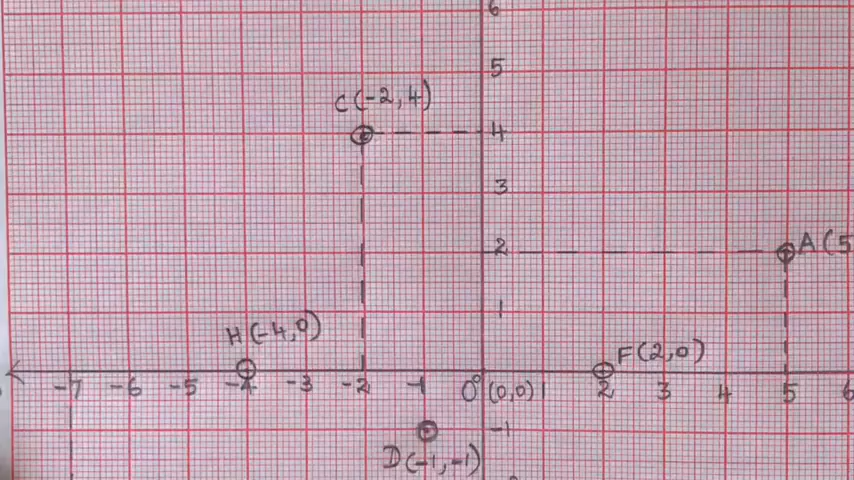 6
5
C(-2,4)
4
3
2
A(5
1
H(-4,0)
F(2,0)
-7 -6 -5 -4 -3 -2 -1 0 (0,0) 1 2 3 4 5 6
-1
D(-1,-1)